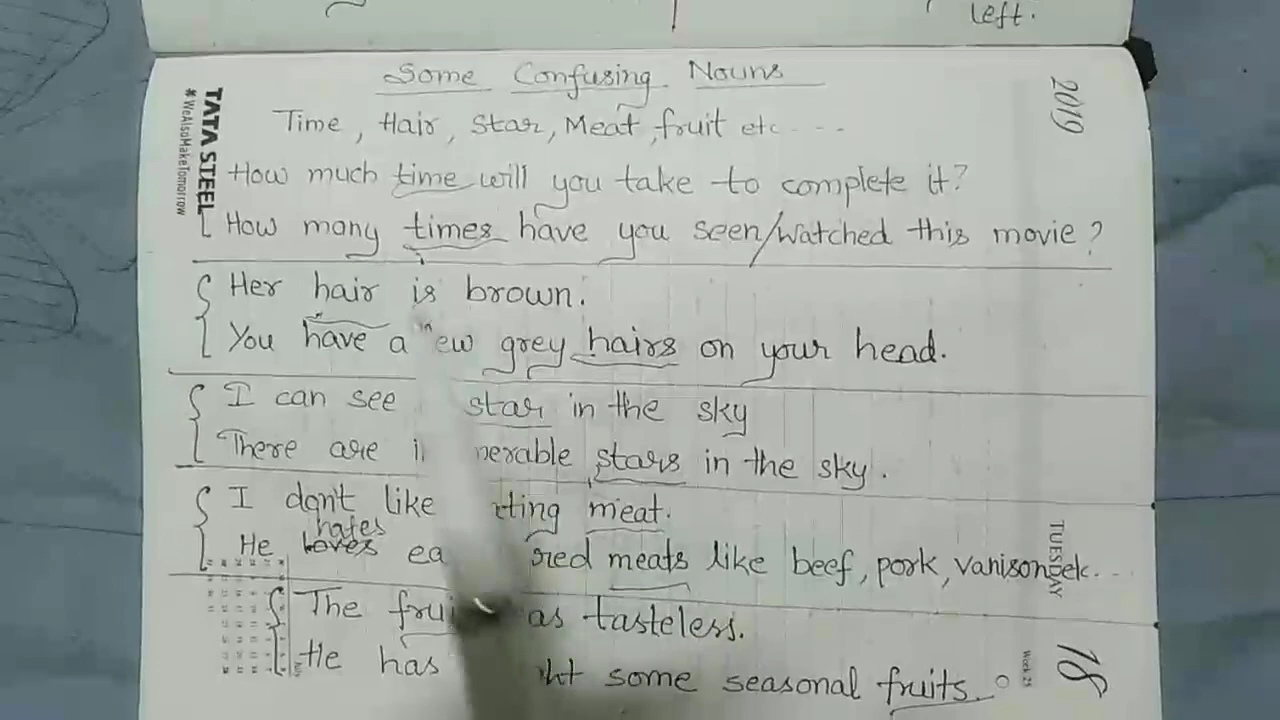 left.
Some Confusing Nouns
Time, Hair, Star, Meat, fruit etc ----
How much time will you take to complete it?
How many times have you seen/watched this movie?
Her hair is brown.
You have a ew grey hairs on your head.
I can see star in the sky
There are i nerable stars in the sky.
I don't like ting meat.
hates
He loves ea red meats like beef, pork, vanison etc...
The frui as tasteless.
He has ht some seasonal fruits.
TATA STEEL
#WeAlsoMakeTomorrow
2019
TUESDAY
18
Week 25